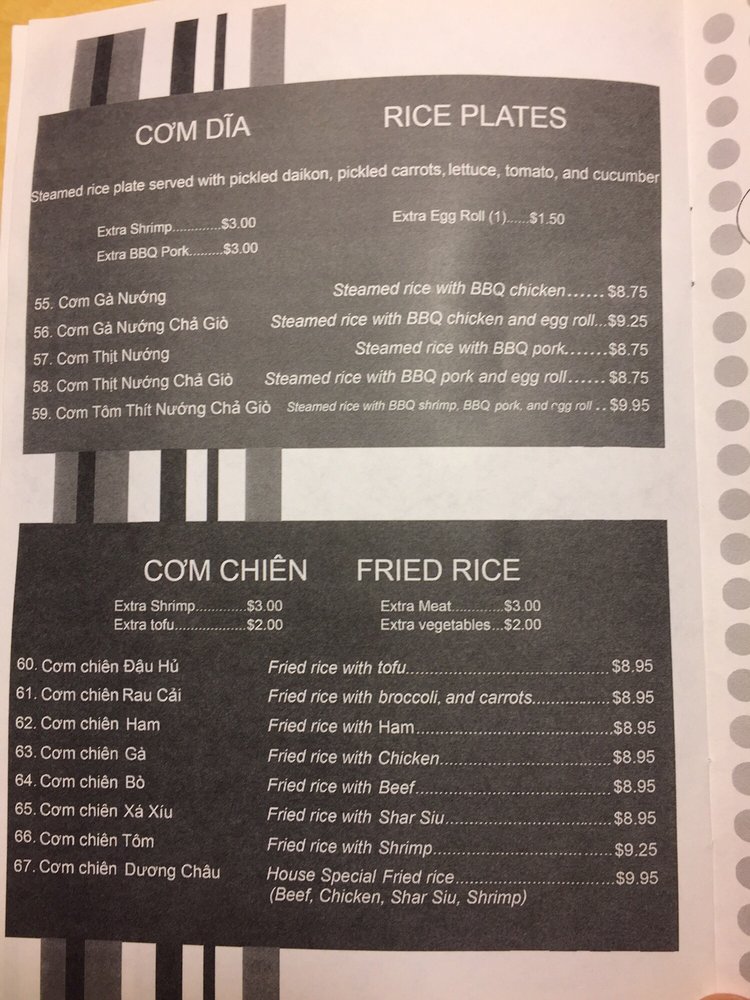 CƠM DĨA RICE PLATES
Steamed rice plate served with pickled daikon, pickled carrots, lettuce, tomato, and cucumber
Extra Shrimp.............$3.00 Extra Egg Roll (1)......$1.50
Extra BBQ Pork.........$3.00
55. Cơm Gà Nướng Steamed rice with BBQ chicken......$8.75
56. Cơm Gà Nướng Chả Giò Steamed rice with BBQ chicken and egg roll...$9.25
57. Cơm Thịt Nướng Steamed rice with BBQ pork.......$8.75
58. Cơm Thịt Nướng Chả Giò Steamed rice with BBQ pork and egg roll......$8.75
59. Cơm Tôm Thít Nướng Chả Giò Steamed rice with BBQ shrimp, BBQ pork, and egg roll ..$9.95
CƠM CHIÊN FRIED RICE
Extra Shrimp.............$3.00 Extra Meat.............$3.00
Extra tofu...................$2.00 Extra vegetables...$2.00
60. Cơm chiên Đậu Hủ Fried rice with tofu.............................................$8.95
61. Cơm chiên Rau Cải Fried rice with broccoli, and carrots.................$8.95
62. Cơm chiên Ham Fried rice with Ham...........................................$8.95
63. Cơm chiên Gà Fried rice with Chicken.....................................$8.95
64. Cơm chiên Bò Fried rice with Beef..........................................$8.95
65. Cơm chiên Xá Xíu Fried rice with Shar Siu....................................$8.95
66. Cơm chiên Tôm Fried rice with Shrimp.......................................$9.25
67. Cơm chiên Dương Châu House Special Fried rice..................................$9.95
(Beef, Chicken, Shar Siu, Shrimp)